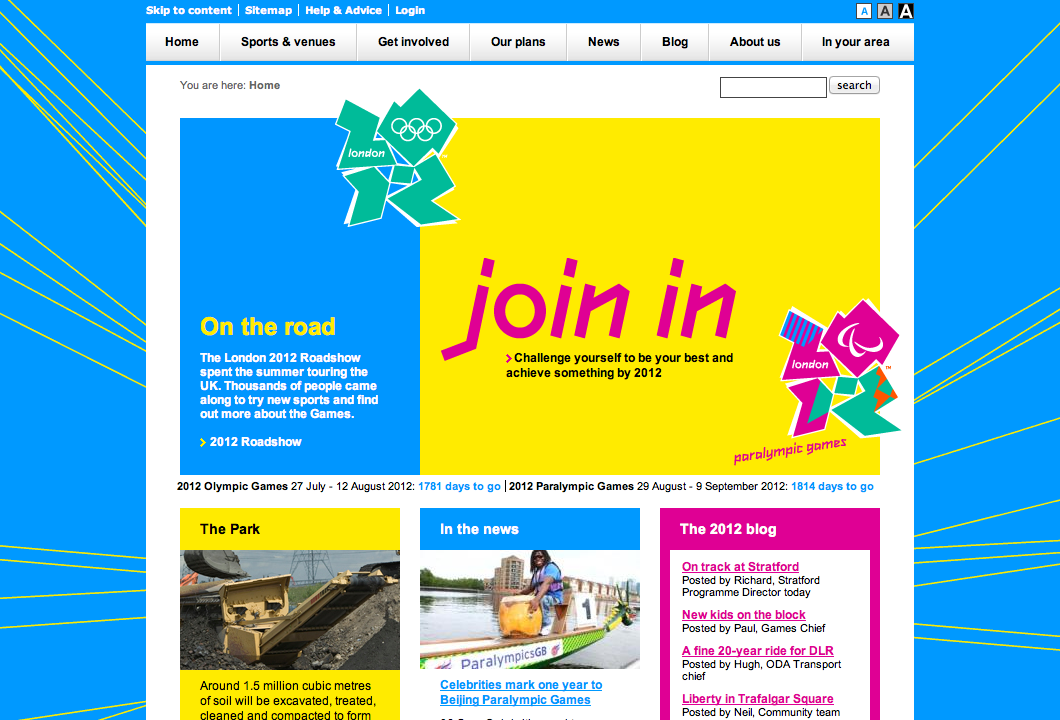 Skip to content | Sitemap | Help & Advice | Login
A A A
Home Sports & venues Get involved Our plans News Blog About us In your area
You are here: Home
search
london
™
On the road
The London 2012 Roadshow
spent the summer touring the
UK. Thousands of people came
along to try new sports and find
out more about the Games.
2012 Roadshow
join in
Challenge yourself to be your best and
achieve something by 2012
london
™
paralympic games
2012 Olympic Games 27 July - 12 August 2012: 1781 days to go | 2012 Paralympic Games 29 August - 9 September 2012: 1814 days to go
The Park
Around 1.5 million cubic metres
of soil will be excavated, treated,
cleaned and compacted to form
In the news
1
ParalympicsGB
Celebrities mark one year to
Beijing Paralympic Games
The 2012 blog
On track at Stratford
Posted by Richard, Stratford
Programme Director today
New kids on the block
Posted by Paul, Games Chief
A fine 20-year ride for DLR
Posted by Hugh, ODA Transport
chief
Liberty in Trafalgar Square
Posted by Neil, Community team